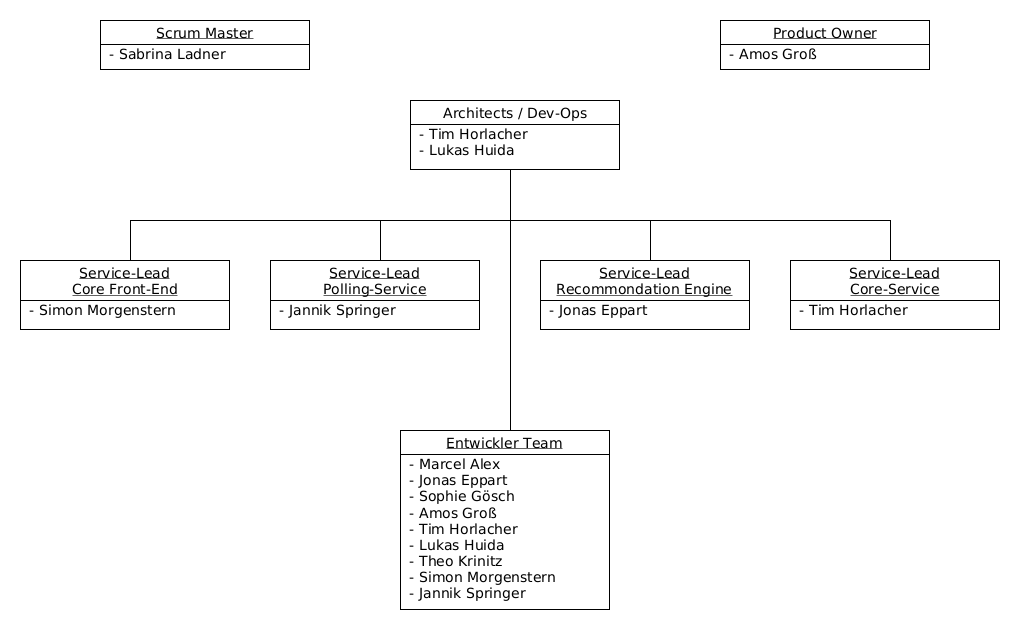 Scrum Master
- Sabrina Ladner
Product Owner
- Amos Groß
Architects / Dev-Ops
- Tim Horlacher
- Lukas Huida
Service-Lead
Core Front-End
- Simon Morgenstern
Service-Lead
Polling-Service
- Jannik Springer
Service-Lead
Recommondation Engine
- Jonas Eppart
Service-Lead
Core-Service
- Tim Horlacher
Entwickler Team
- Marcel Alex
- Jonas Eppart
- Sophie Gösch
- Amos Groß
- Tim Horlacher
- Lukas Huida
- Theo Krinitz
- Simon Morgenstern
- Jannik Springer